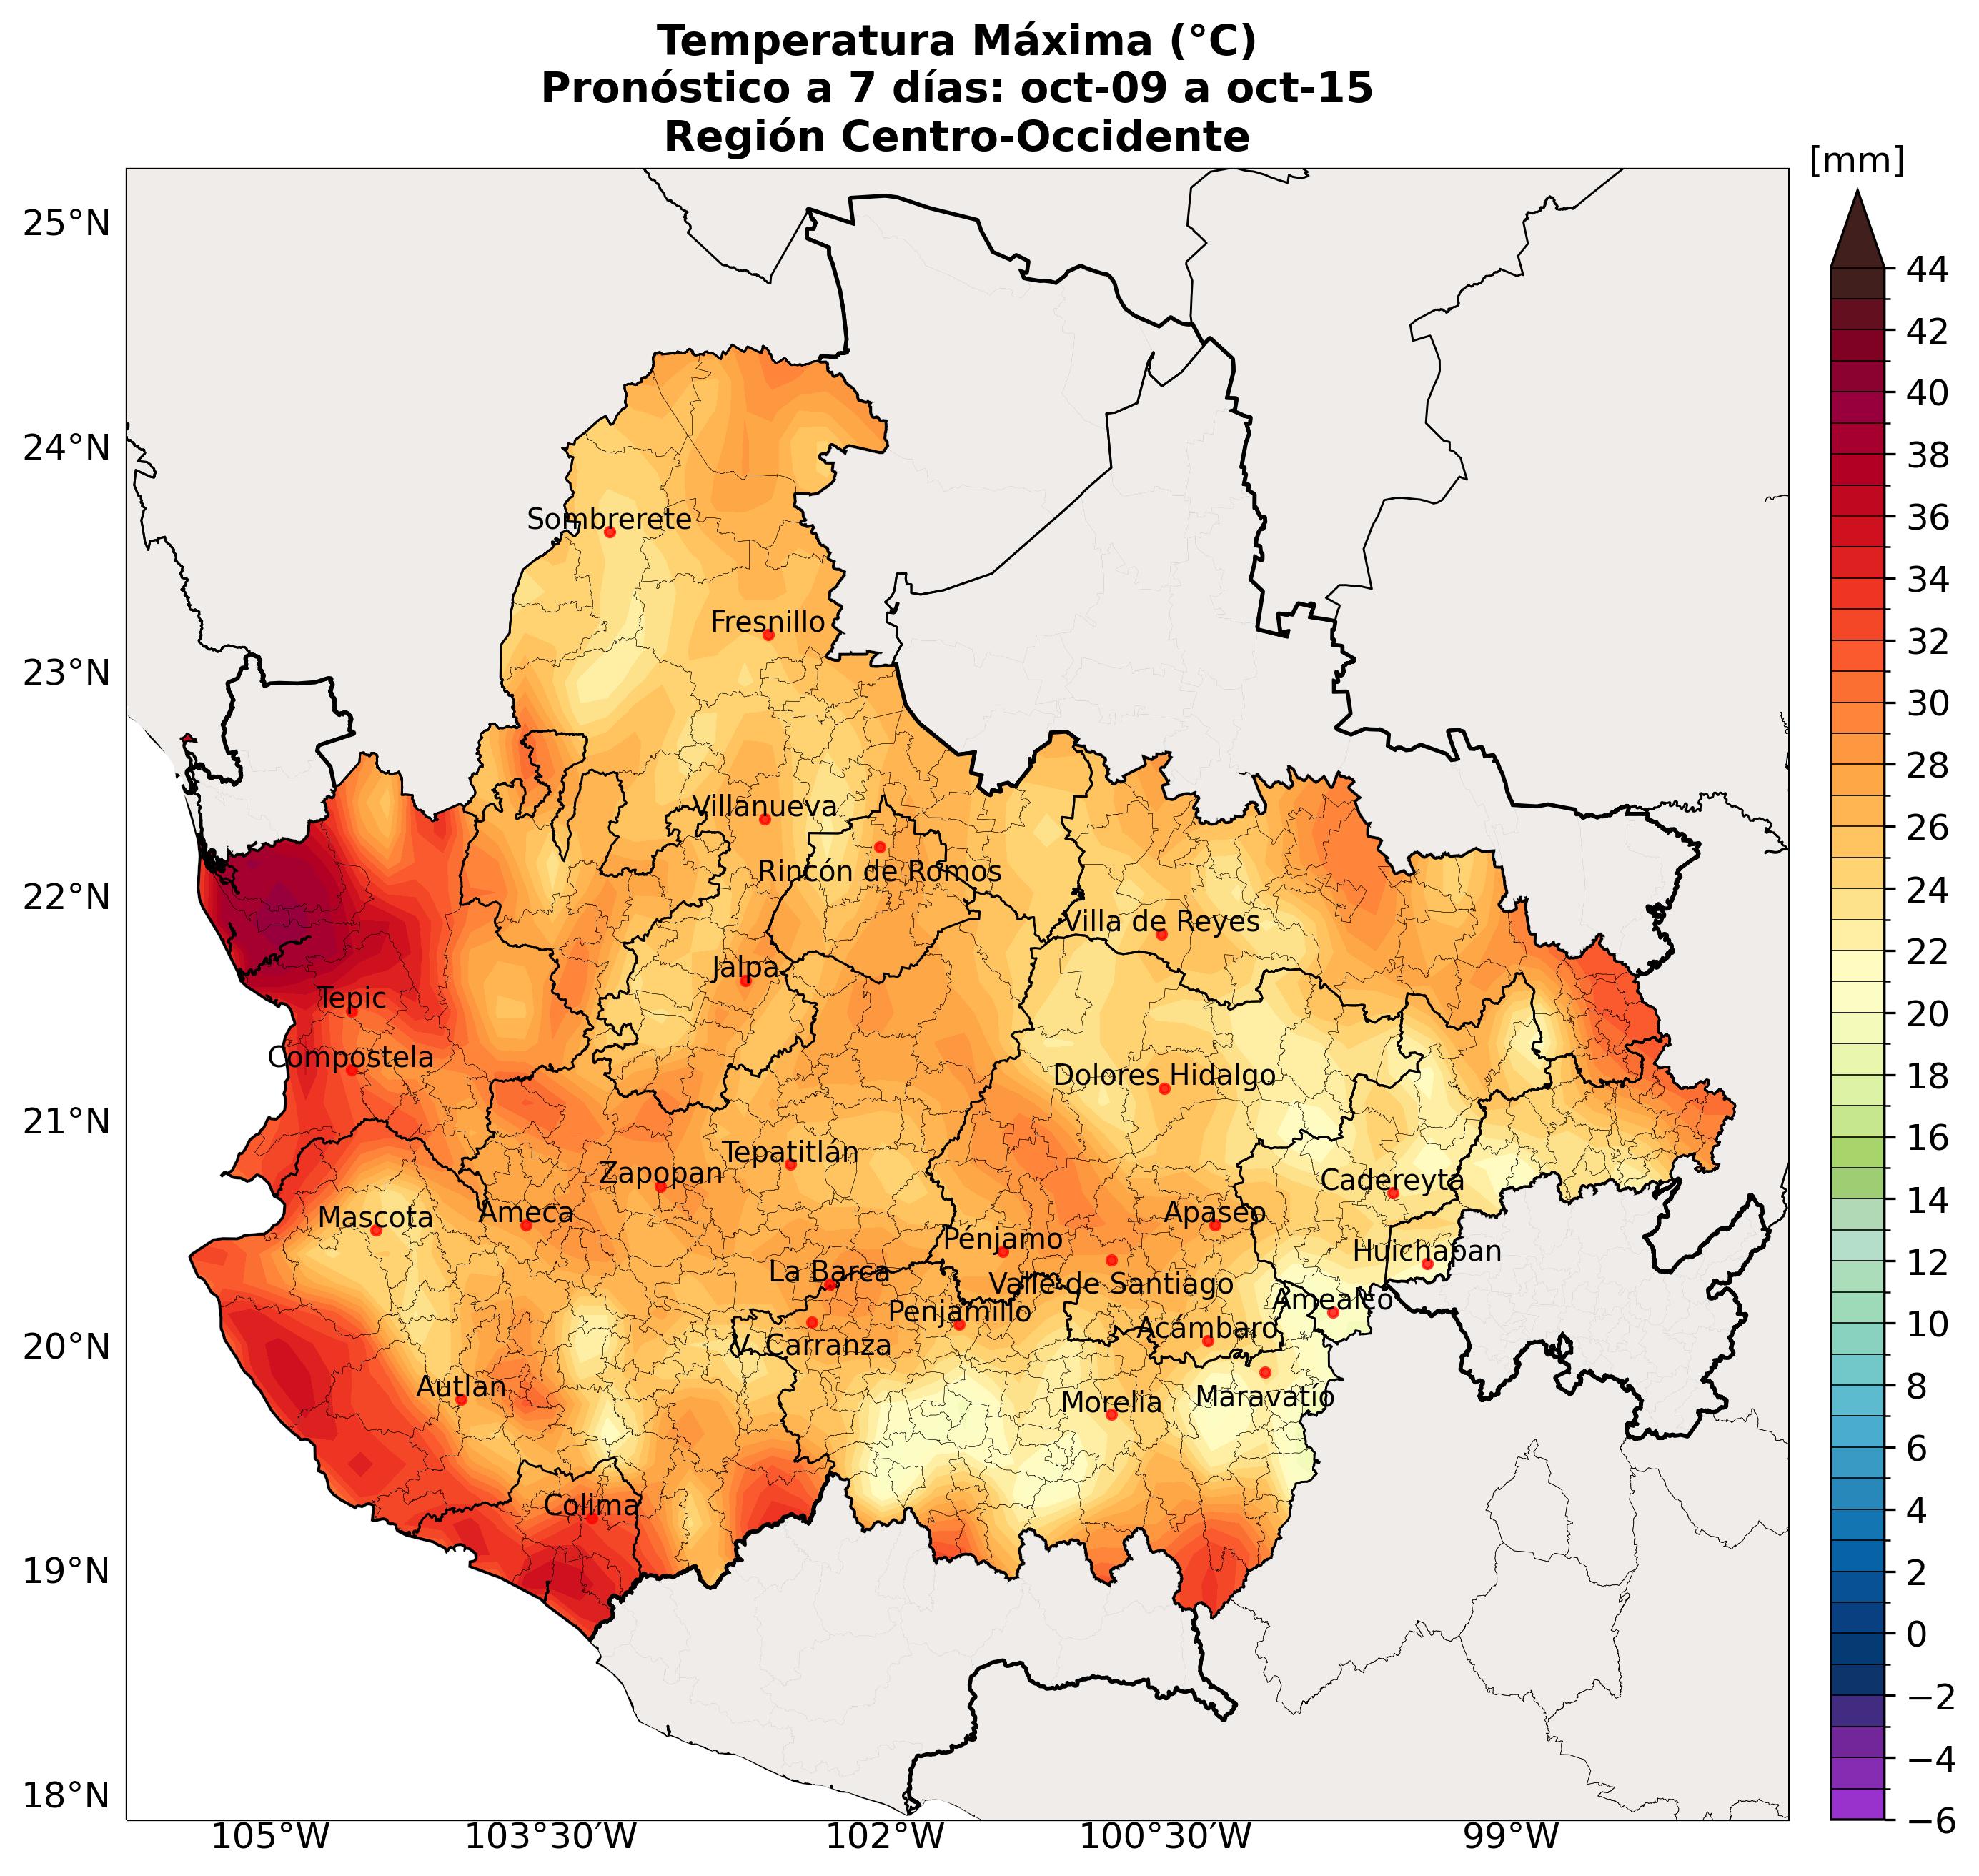 Temperatura Máxima (°C)
Pronóstico a 7 días: oct-09 a oct-15
Región Centro-Occidente
[mm]
25°N
24°N
23°N
22°N
21°N
20°N
19°N
18°N
Sombrerete
Fresnillo
Villanueva
Rincón de Romos
Villa de Reyes
Jalpa
Tepic
Compostela
Dolores Hidalgo
Tepatitlán
Zapopan
Cadereyta
Mascota
Ameca
Apaseo
Pénjamo
Huichapan
La Barca
Valle de Santiago
Amealco
Penjamillo
Acámbaro
V. Carranza
Autlan
Morelia
Maravatío
Colima
105°W
103°30′W
102°W
100°30′W
99°W
44
42
40
38
36
34
32
30
28
26
24
22
20
18
16
14
12
10
8
6
4
2
0
−2
−4
−6